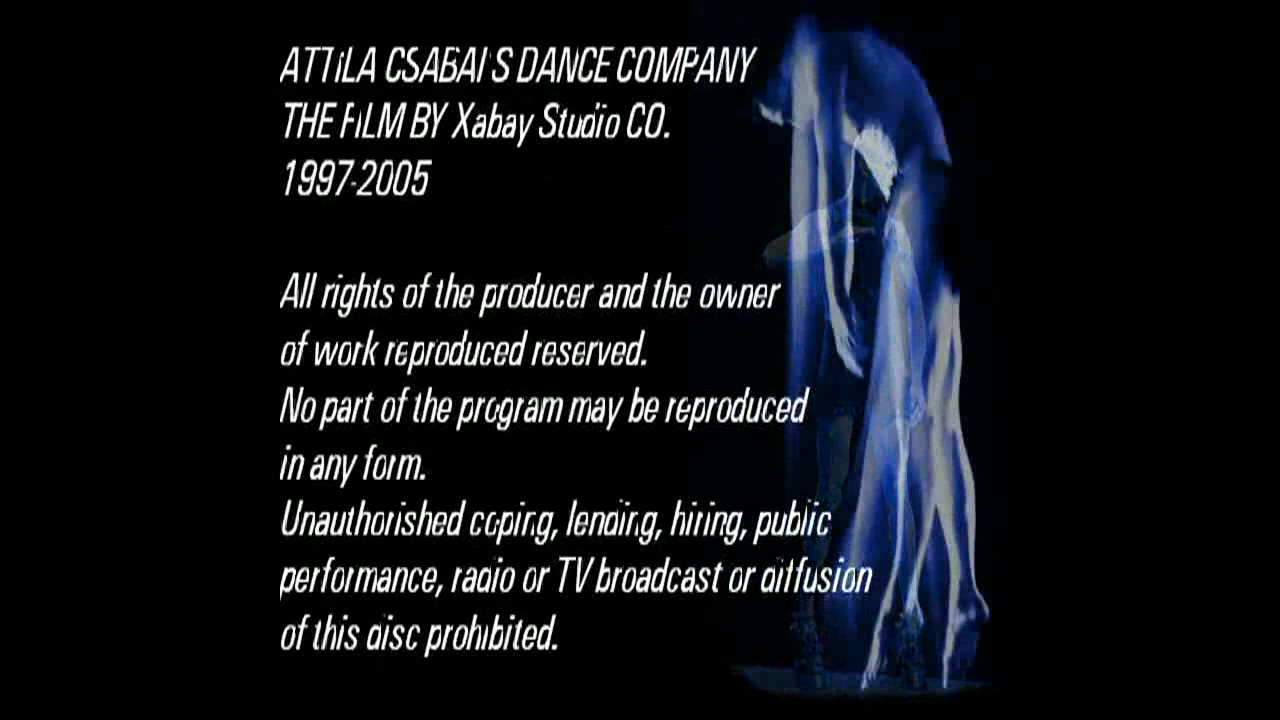 ATTiLA CSABAI'S DANCE COMPANY
THE FiLM BY Xabay Studio CO.
1997-2005
All rights of the producer and the owner
of work reproduced reserved.
No part of the program may be reproduced
in any form.
Unauthorished coping, lending, hiring, public
performance, radio or TV broadcast or diffusion
of this disc prohibited.